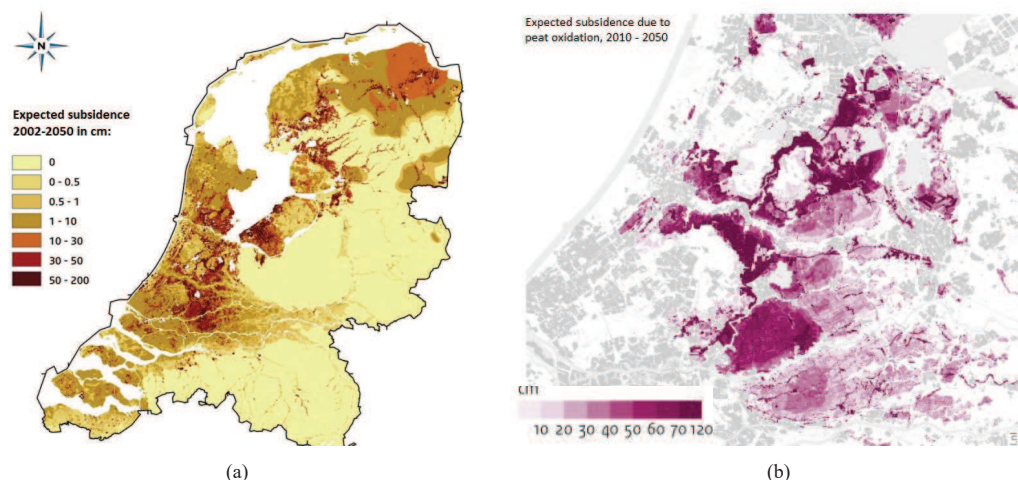 N
Expected subsidence
2002-2050 in cm:
0
0 - 0.5
0.5 - 1
1 - 10
10 - 30
30 - 50
50 - 200
(a)
Expected subsidence due to
peat oxidation, 2010 - 2050
cm
10 20 30 40 50 60 70 120
(b)